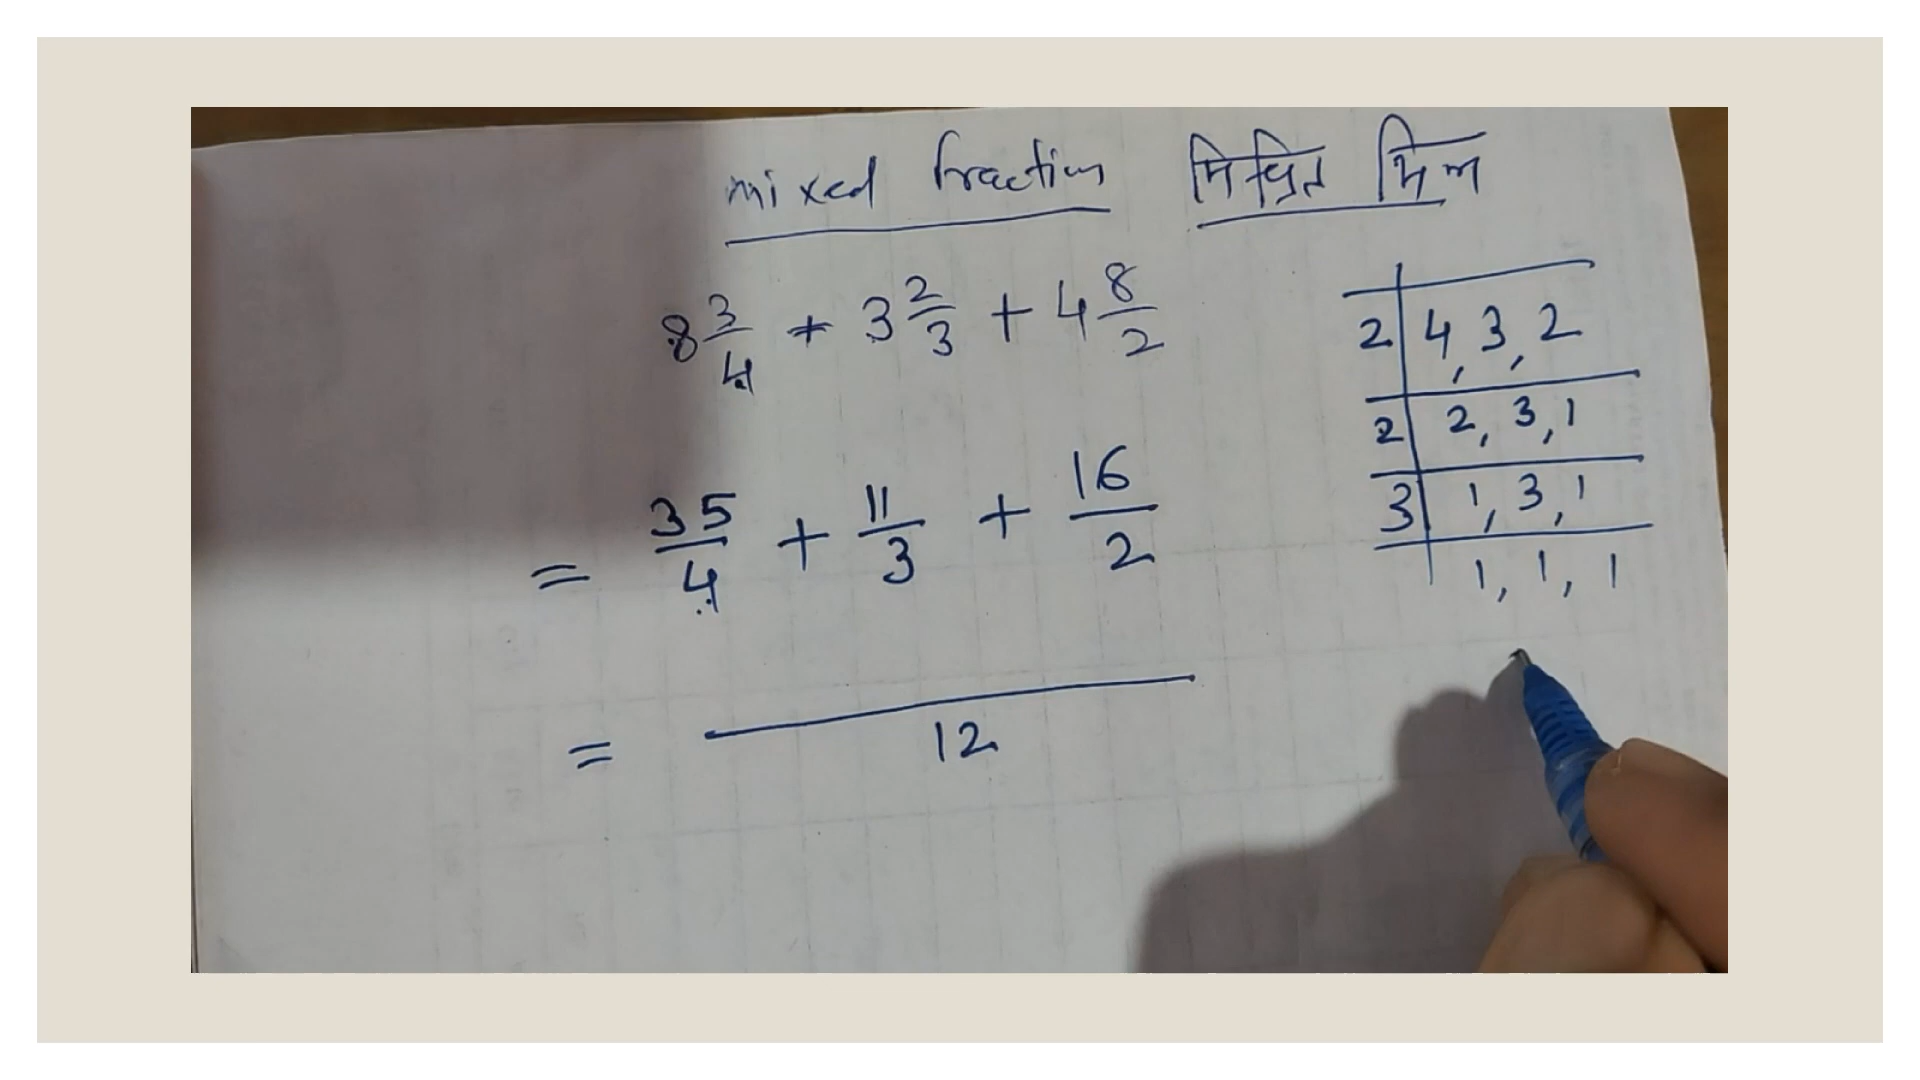 mixed fraction मिश्रित भिन्न
8 3/4 + 3 2/3 + 4 8/2
= 35/4 + 11/3 + 16/2
= /12
2 | 4, 3, 2
2 | 2, 3, 1
3 | 1, 3, 1
1, 1, 1